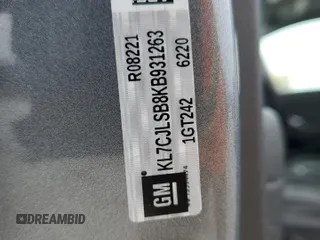 R08221 6220
KL7CJLSB8KB931263
1GT242
GM
DREAMBID